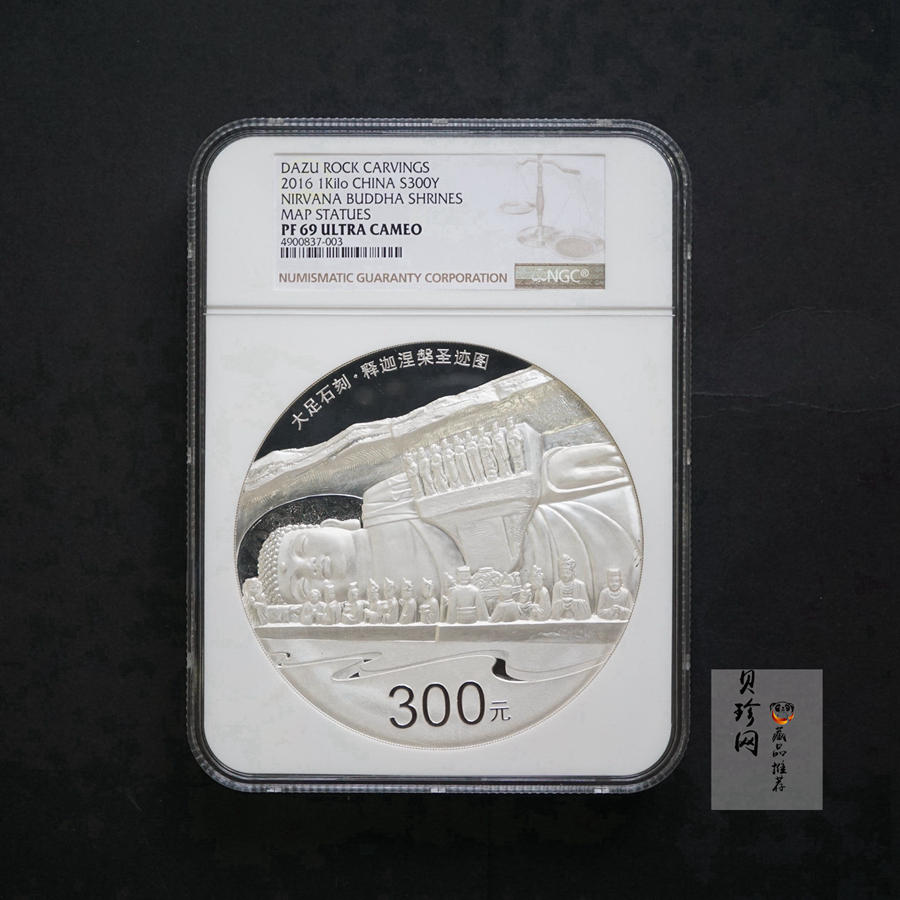 DAZU ROCK CARVINGS
2016 1Kilo CHINA S300Y
NIRVANA BUDDHA SHRINES
MAP STATUES
PF 69 ULTRA CAMEO
4900837-003
NUMISMATIC GUARANTY CORPORATION
NGC®
大足石刻·释迦涅槃圣迹图
300元
贝珍网
藏品推荐